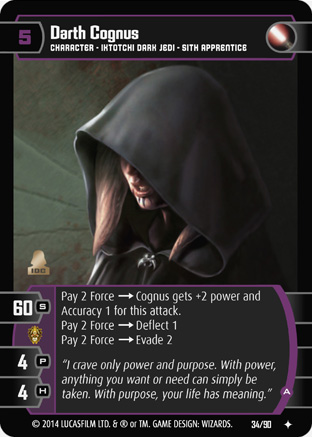 5 Darth Cognus
CHARACTER - IKTOTCHI DARK JEDI - SITH APPRENTICE
IDC
60 S
Pay 2 Force → Cognus gets +2 power and
Accuracy 1 for this attack.
Pay 2 Force → Deflect 1
Pay 2 Force → Evade 2
4 P
4 H
“I crave only power and purpose. With power,
anything you want or need can simply be
taken. With purpose, your life has meaning.”
A
© 2014 LUCASFILM LTD. & ® or TM. GAME DESIGN: WIZARDS. 34/90